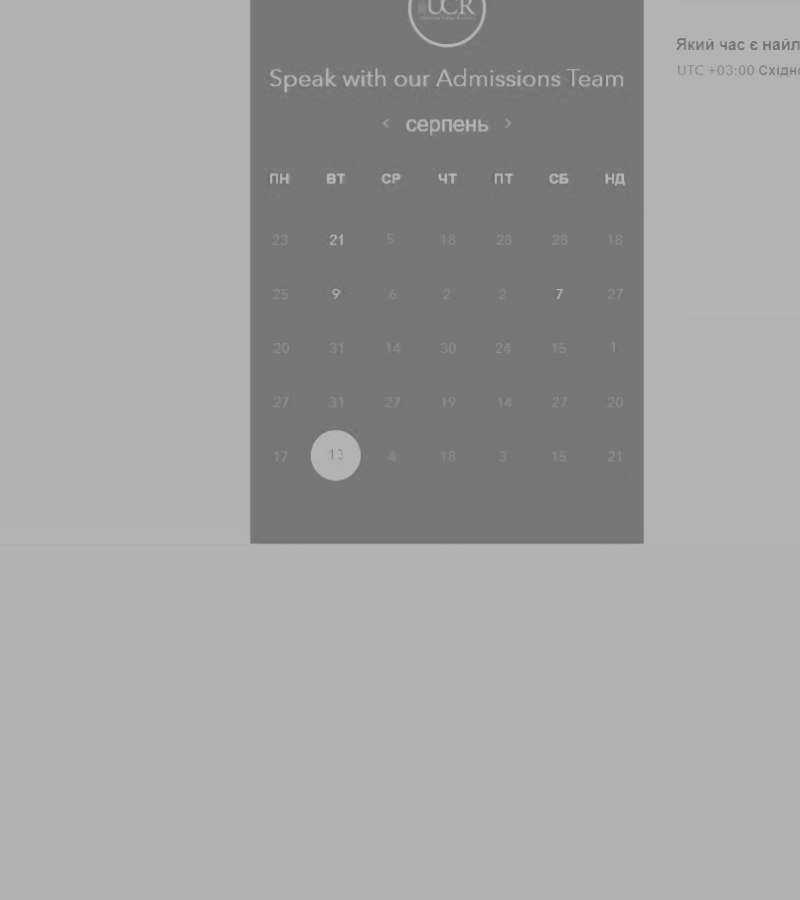 UCR
Speak with our Admissions Team
серпень
ПН ВТ СР ЧТ ПТ СБ НД
23 21 5 18 28 28 18
25 9 6 2 2 7 27
20 31 14 30 24 15 1
27 31 27 19 14 27 20
17 13 4 18 3 15 21
Який час є
UTC +03:00